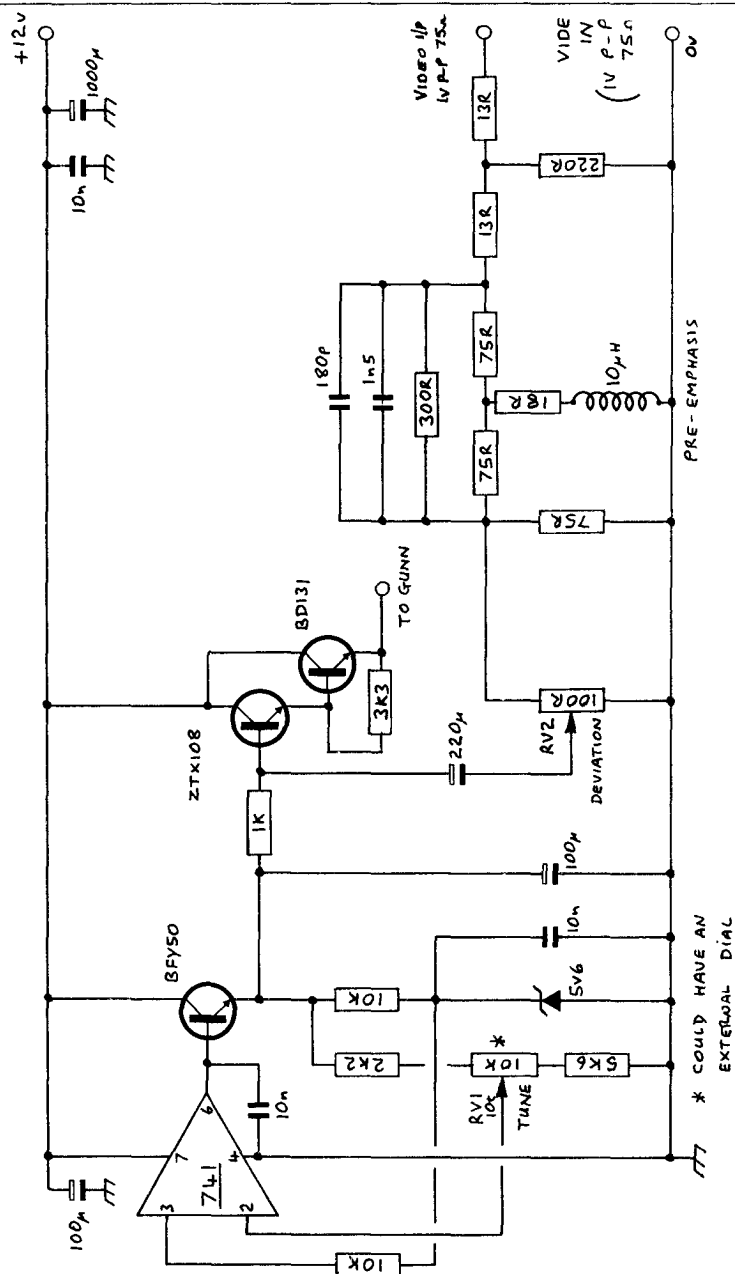 +12v
1000µ
10n
100µ
741
7
3
2
4
6
10n
BFY50
ZTX108
BD131
1K
3K3
TO GUNN
220µ
RV2
100R
DEVIATION
180p
1n5
300R
75R
75R
18R
10µH
75R
13R
13R
220R
VIDEO I/P
1V P-P 75Ω
VIDE
IN
(1V P-P
75Ω
0v
PRE-EMPHASIS
10K
10K
2K2
*
10K
RV1
10t
TUNE
5K6
5V6
10n
100µ
* COULD HAVE AN
EXTERNAL DIAL